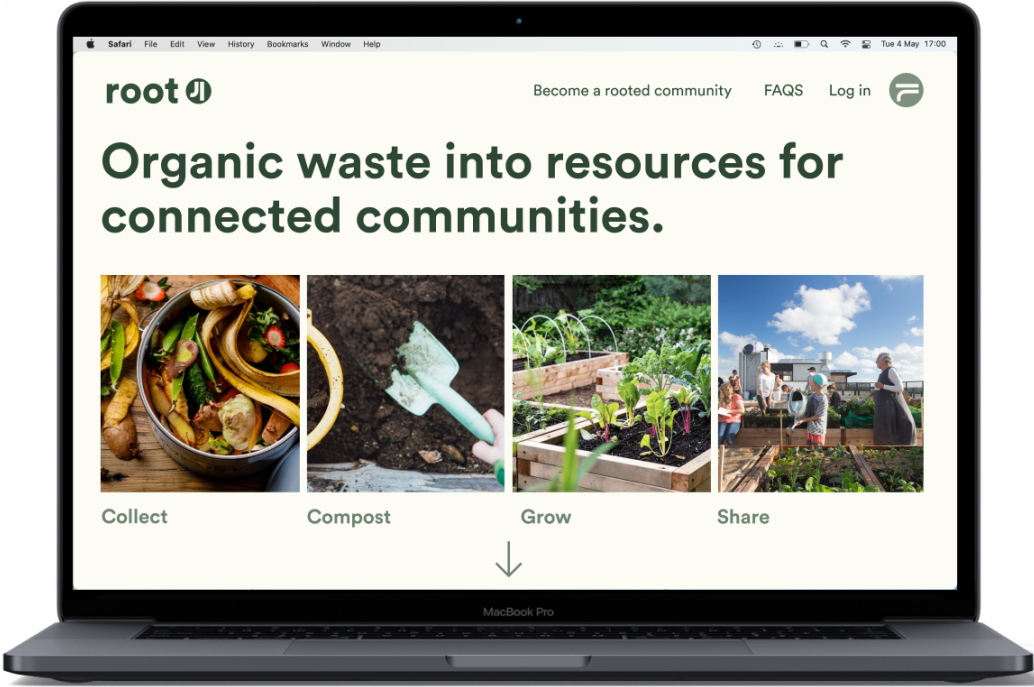 Safari File Edit View History Bookmarks Window Help Tue 4 May 17:00
root
Become a rooted community FAQS Log in
Organic waste into resources for
connected communities.
Collect Compost Grow Share
MacBook Pro